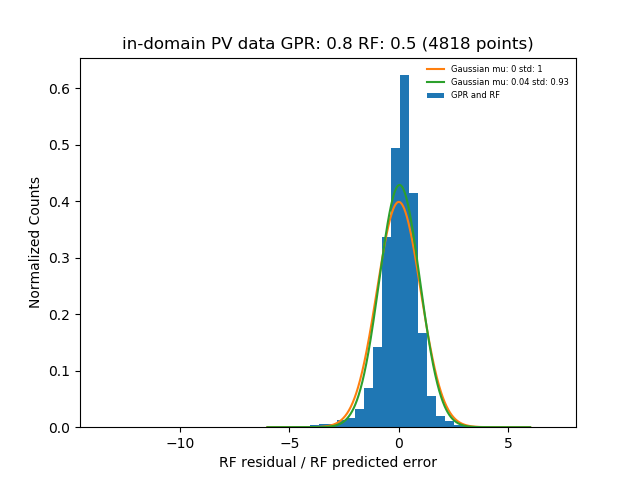 in-domain PV data GPR: 0.8 RF: 0.5 (4818 points)
Gaussian mu: 0 std: 1
Gaussian mu: 0.04 std: 0.93
GPR and RF
Normalized Counts
0.6
0.5
0.4
0.3
0.2
0.1
0.0
−10
−5
0
5
RF residual / RF predicted error